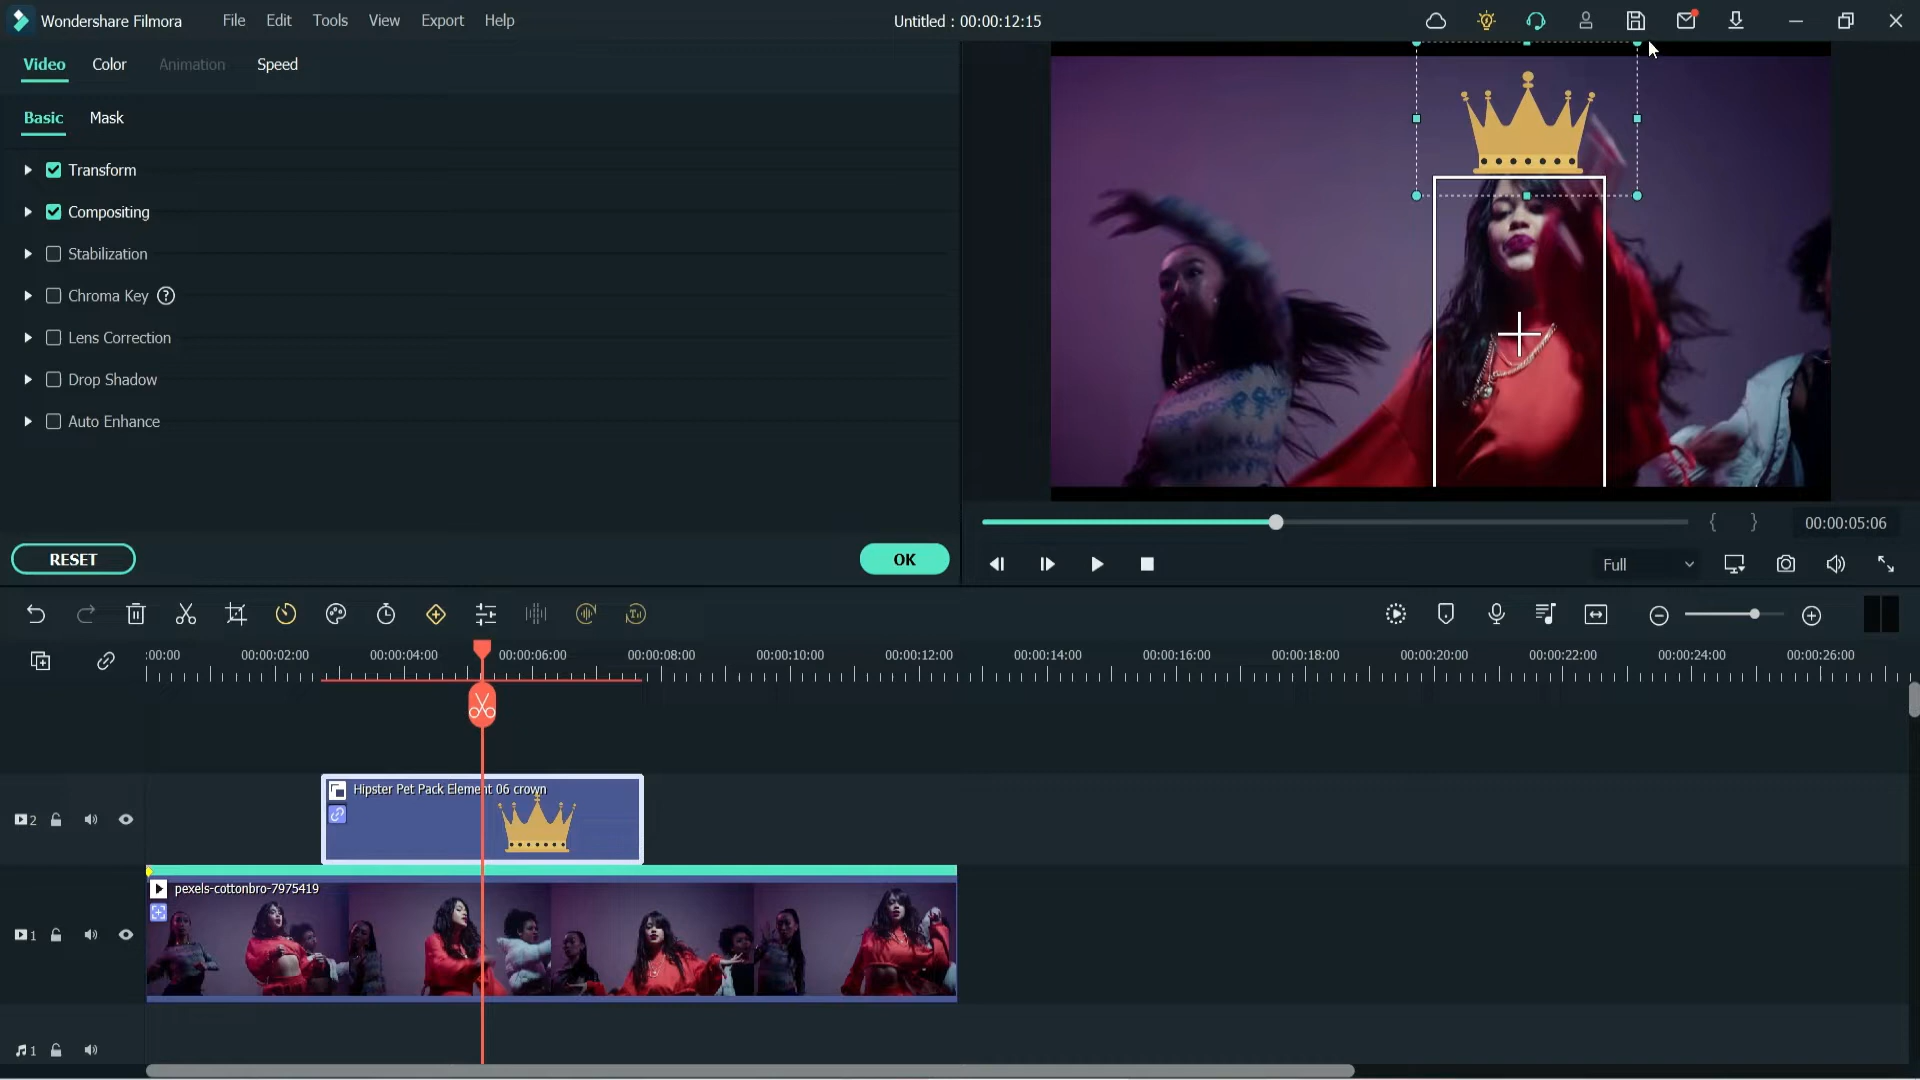 Wondershare Filmora File Edit Tools View Export Help Untitled : 00:00:12:15
Video Color Animation Speed
Basic Mask
Transform
Compositing
Stabilization
Chroma Key ?
Lens Correction
Drop Shadow
Auto Enhance
{ } 00:00:05:06
RESET OK
Full
:00:00 00:00:02:00 00:00:04:00 00:00:06:00 00:00:08:00 00:00:10:00 00:00:12:00 00:00:14:00 00:00:16:00 00:00:18:00 00:00:20:00 00:00:22:00 00:00:24:00 00:00:26:00
Hipster Pet Pack Element 06 crown
2
pexels-cottonbro-7975419
1
1